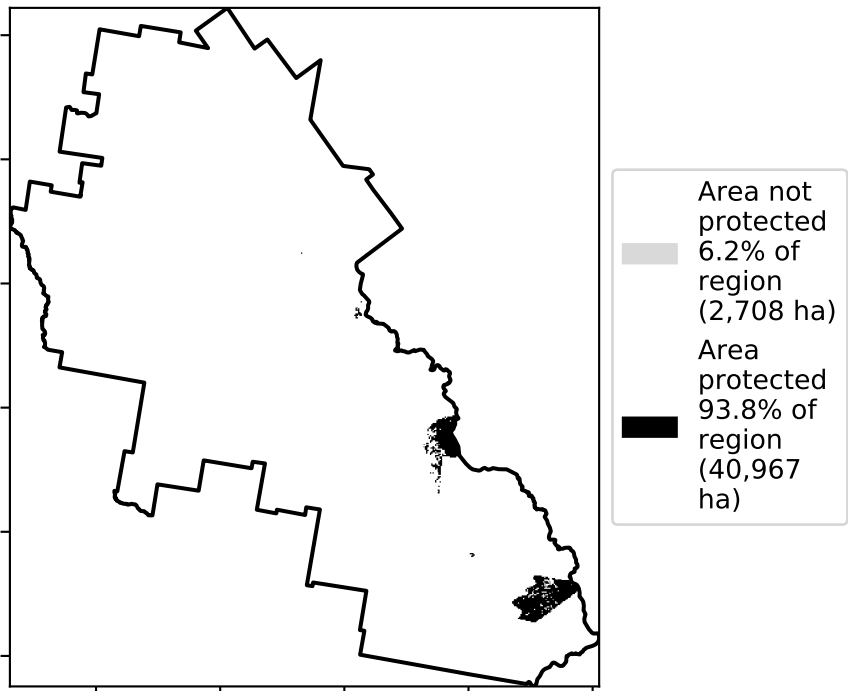 Area not
protected
6.2% of
region
(2,708 ha)
Area
protected
93.8% of
region
(40,967
ha)